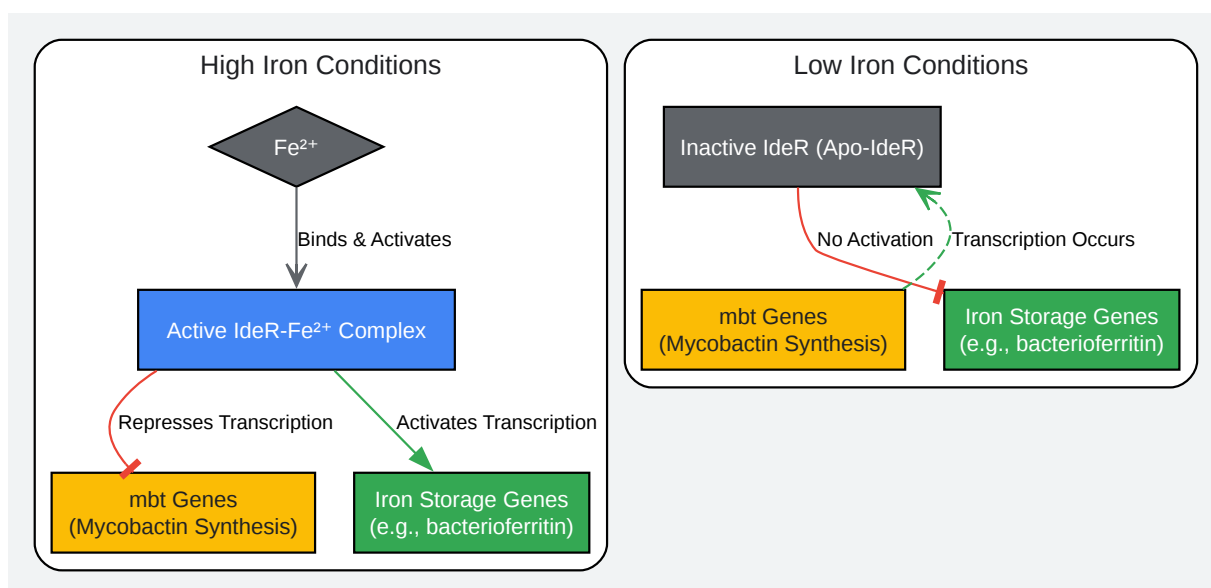 High Iron Conditions
Fe²⁺
Binds & Activates
Active IdeR-Fe²⁺ Complex
Represses Transcription
Activates Transcription
mbt Genes
(Mycobactin Synthesis)
Iron Storage Genes
(e.g., bacterioferritin)
Low Iron Conditions
Inactive IdeR (Apo-IdeR)
No Activation
Transcription Occurs
mbt Genes
(Mycobactin Synthesis)
Iron Storage Genes
(e.g., bacterioferritin)